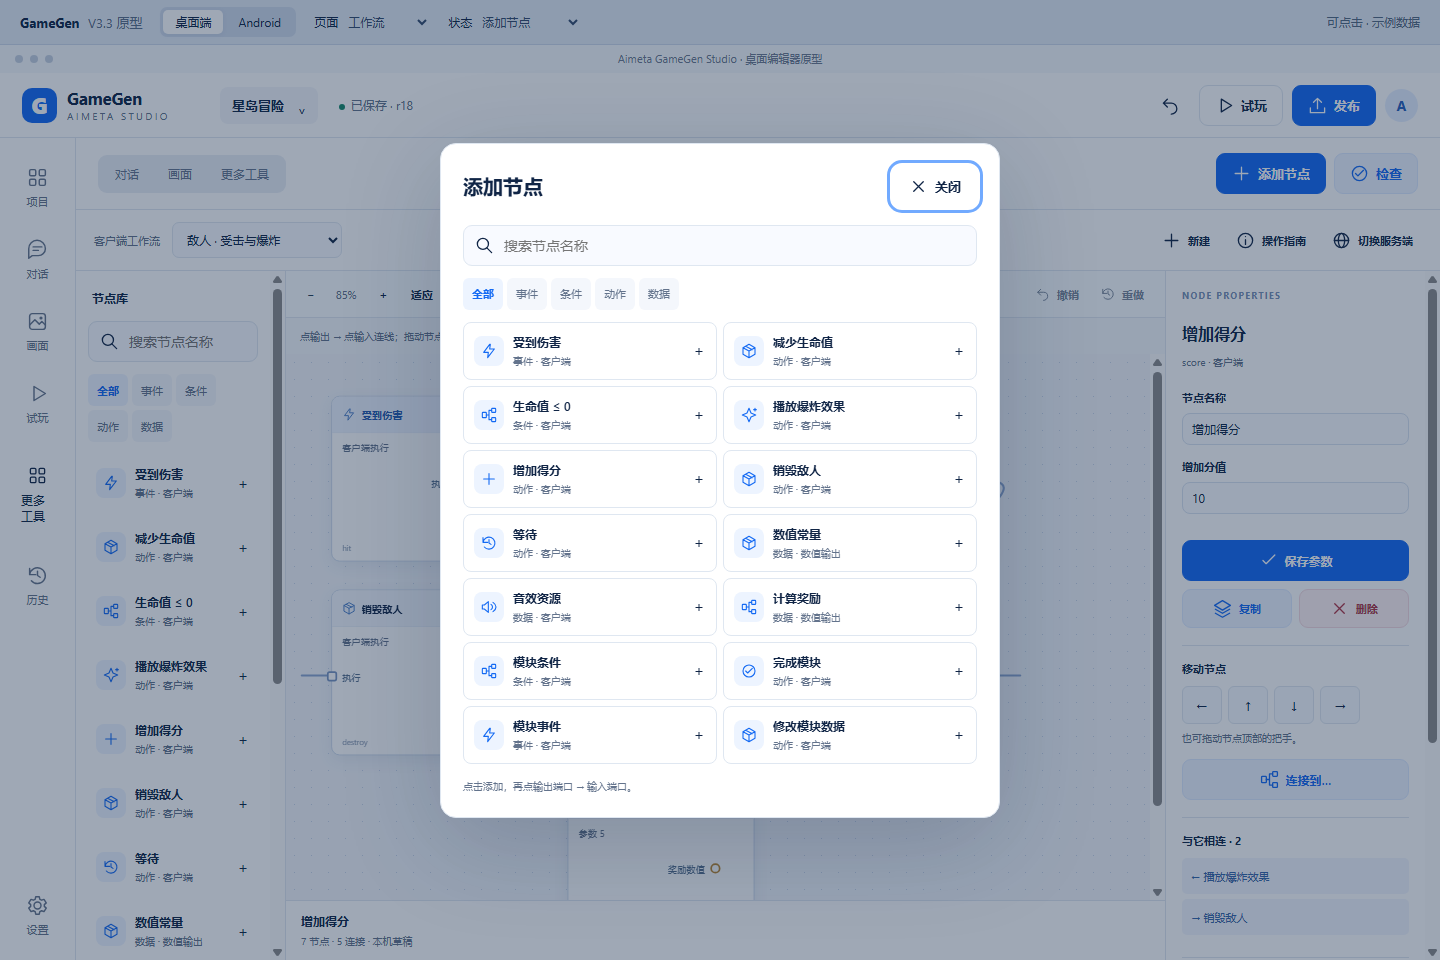 GameGen V3.3 原型 桌面端 Android 页面 工作流 状态 添加节点 可点击 · 示例数据
Aimeta GameGen Studio · 桌面编辑器原型
G GameGen AIMETA STUDIO 星岛冒险 已保存 · r18 试玩 发布 A
项目
对话
画面
试玩
更多工具
历史
设置
对话 画面 更多工具 添加节点 检查
客户端工作流 敌人 · 受击与爆炸 新建 操作指南 切换服务端
节点库
搜索节点名称
全部 事件 条件
动作 数据
受到伤害
事件 · 客户端
+
减少生命值
动作 · 客户端
+
生命值 ≤ 0
条件 · 客户端
+
播放爆炸效果
动作 · 客户端
+
增加得分
动作 · 客户端
+
销毁敌人
动作 · 客户端
+
等待
动作 · 客户端
+
数值常量
数据 · 数值输出
+
− 85% + 适应 撤销 重做
点输出 → 点输入连线；拖动节点
受到伤害
客户端执行
执
hit
销毁敌人
客户端执行
执行
destroy
参数 5
奖励数值
增加得分
7 节点 · 5 连接 · 本机草稿
添加节点
关闭
搜索节点名称
全部 事件 条件 动作 数据
受到伤害
事件 · 客户端
+
减少生命值
动作 · 客户端
+
生命值 ≤ 0
条件 · 客户端
+
播放爆炸效果
动作 · 客户端
+
增加得分
动作 · 客户端
+
销毁敌人
动作 · 客户端
+
等待
动作 · 客户端
+
数值常量
数据 · 数值输出
+
音效资源
数据 · 客户端
+
计算奖励
数据 · 数值输出
+
模块条件
条件 · 客户端
+
完成模块
动作 · 客户端
+
模块事件
事件 · 客户端
+
修改模块数据
动作 · 客户端
+
点击添加，再点输出端口 → 输入端口。
NODE PROPERTIES
增加得分
score · 客户端
节点名称
增加得分
增加分值
10
保存参数
复制 删除
移动节点
← ↑ ↓ →
也可拖动节点顶部的把手。
连接到...
与它相连 · 2
← 播放爆炸效果
→ 销毁敌人